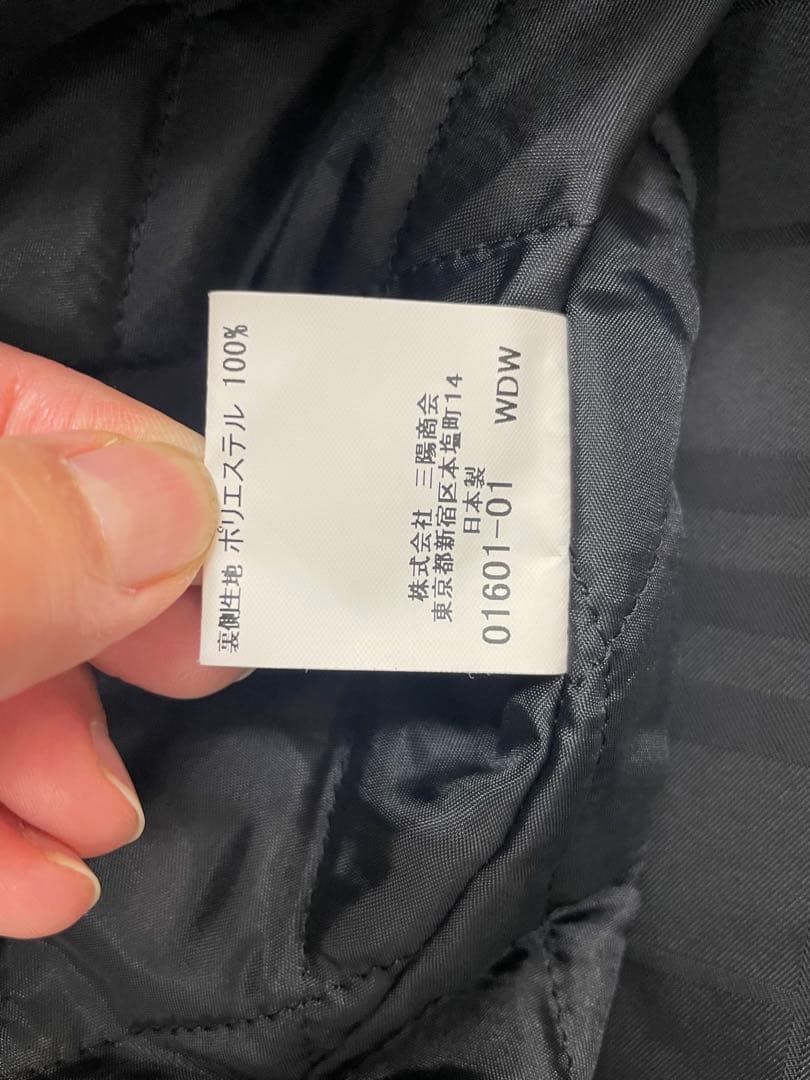 裏側生地 ポリエステル 100%
株式会社 三陽商会
東京都新宿区本塩町14
日本製
01601-01 WDW